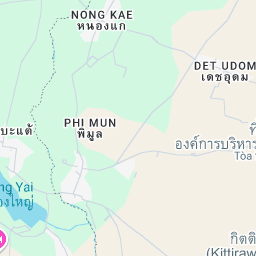 NONG KAE
หนองแก
DET UDOM
เดชอุดม
PHI MUN
พิมูล
องค์การบริหาร
Tòa
กิตติ
(Kittiraw